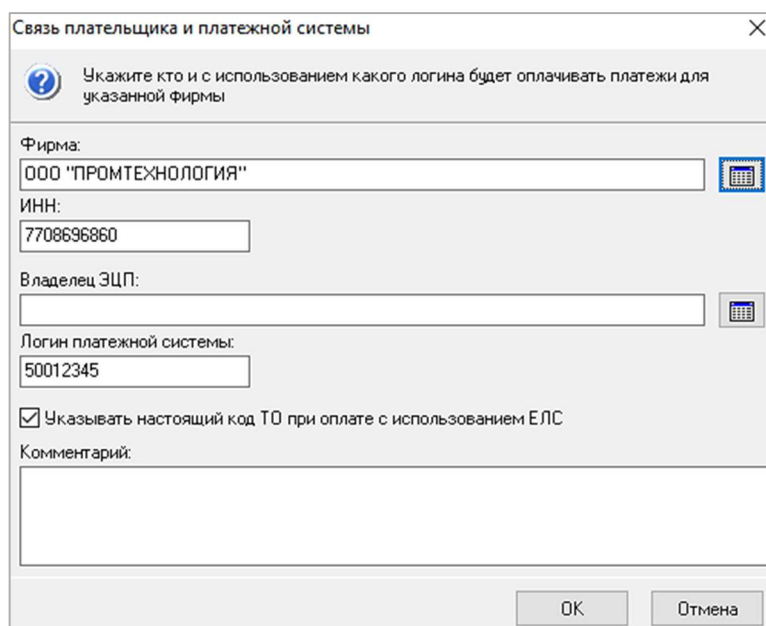 Связь плательщика и платежной системы
Укажите кто и с использованием какого логина будет оплачивать платежи для
указанной фирмы
Фирма:
ООО "ПРОМТЕХНОЛОГИЯ"
ИНН:
7708696860
Владелец ЭЦП:
Логин платежной системы:
50012345
Указывать настоящий код ТО при оплате с использованием ЕЛС
Комментарий:
OK
Отмена